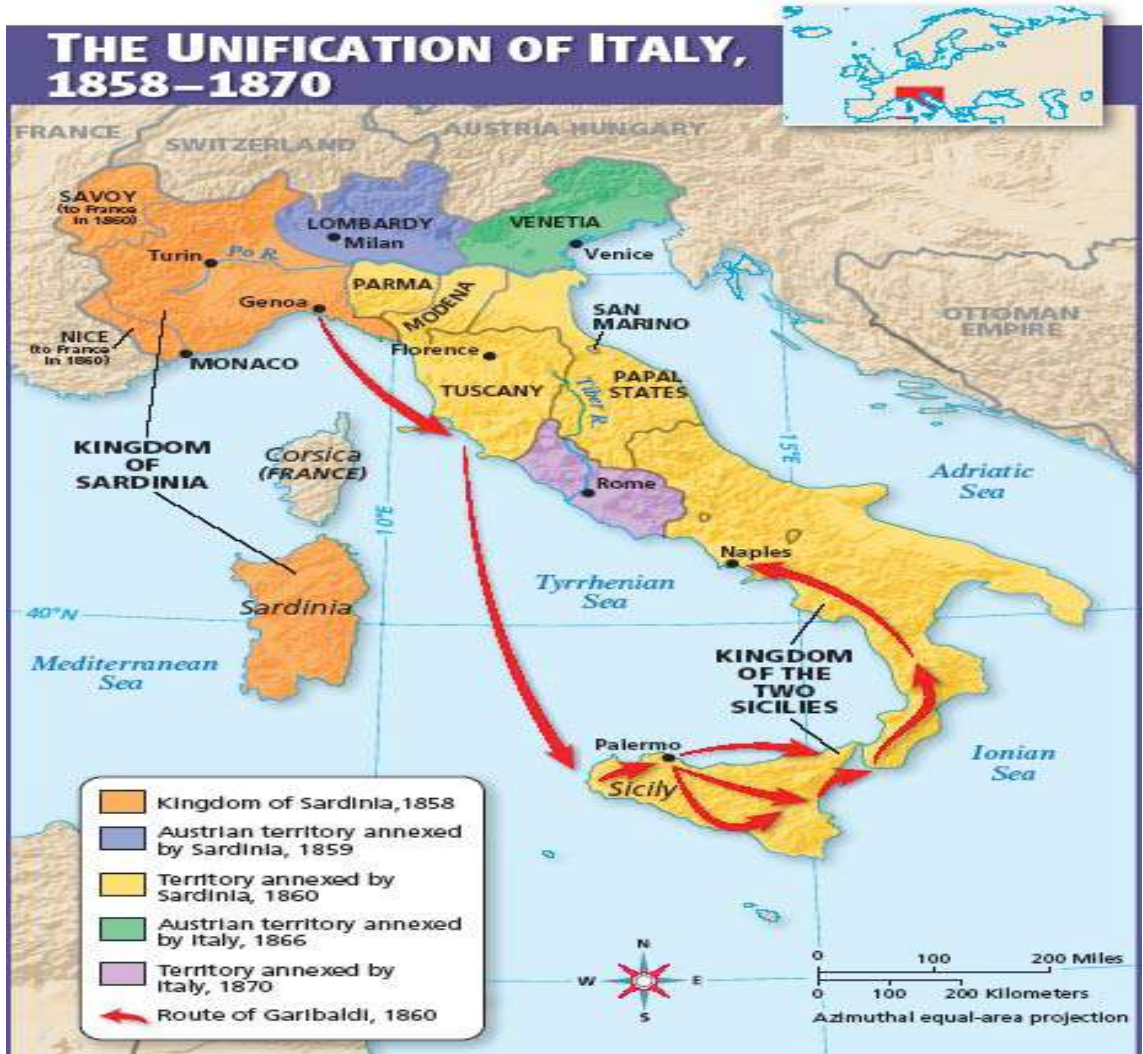 THE UNIFICATION OF ITALY,
1858–1870
FRANCE
SWITZERLAND
AUSTRIA-HUNGARY
SAVOY
(to France
in 1860)
LOMBARDY
Milan
VENETIA
Venice
Turin
Po R.
PARMA
MODENA
Genoa
SAN
MARINO
OTTOMAN
EMPIRE
NICE
(to France
in 1860)
MONACO
Florence
TUSCANY
PAPAL
STATES
Tiber R.
KINGDOM
OF
SARDINIA
Corsica
(FRANCE)
Rome
15°E
Adriatic
Sea
10°E
Naples
Tyrrhenian
Sea
Sardinia
40°N
Mediterranean
Sea
KINGDOM
OF THE
TWO
SICILIES
Palermo
Sicily
Ionian
Sea
Kingdom of Sardinia,1858
Austrian territory annexed
by Sardinia, 1859
Territory annexed by
Sardinia, 1860
Austrian territory annexed
by Italy, 1866
Territory annexed by
Italy, 1870
Route of Garibaldi, 1860
N
W E
S
0 100 200 Miles
0 100 200 Kilometers
Azimuthal equal-area projection